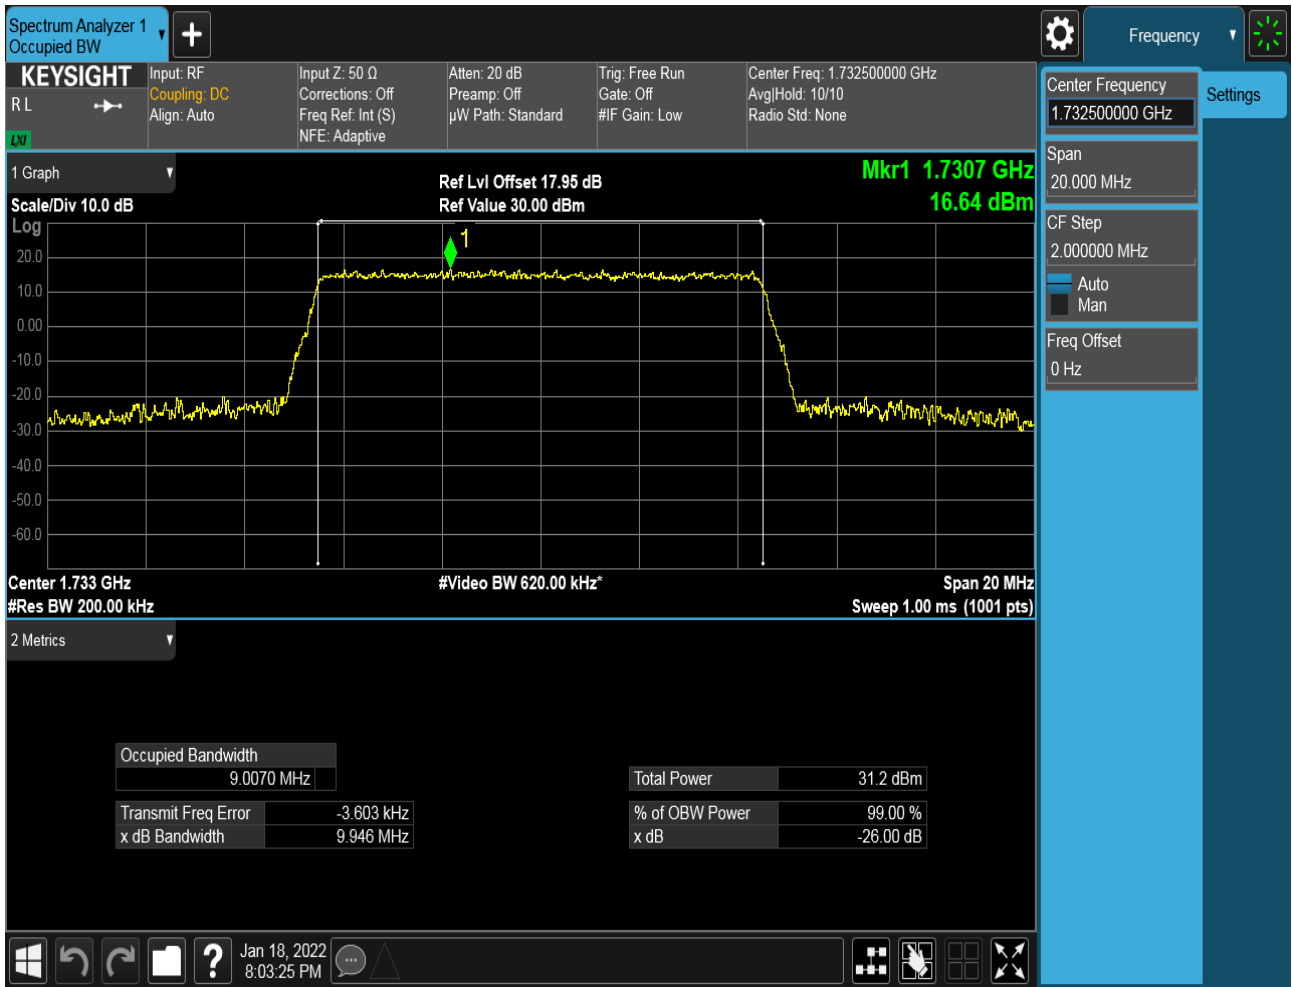 Spectrum Analyzer 1
Occupied BW
Frequency
KEYSIGHT
R L
LXI
Input: RF
Coupling: DC
Align: Auto
Input Z: 50 Ω
Corrections: Off
Freq Ref: Int (S)
NFE: Adaptive
Atten: 20 dB
Preamp: Off
µW Path: Standard
Trig: Free Run
Gate: Off
#IF Gain: Low
Center Freq: 1.732500000 GHz
Avg|Hold: 10/10
Radio Std: None
Center Frequency
1.732500000 GHz
Settings
Span
20.000 MHz
CF Step
2.000000 MHz
Auto
Man
Freq Offset
0 Hz
1 Graph
Ref Lvl Offset 17.95 dB
Mkr1 1.7307 GHz
Scale/Div 10.0 dB
Ref Value 30.00 dBm
16.64 dBm
Log
1
20.0
10.0
0.00
-10.0
-20.0
-30.0
-40.0
-50.0
-60.0
Center 1.733 GHz
#Video BW 620.00 kHz*
Span 20 MHz
#Res BW 200.00 kHz
Sweep 1.00 ms (1001 pts)
2 Metrics
Occupied Bandwidth
9.0070 MHz
Total Power 31.2 dBm
Transmit Freq Error -3.603 kHz
% of OBW Power 99.00 %
x dB Bandwidth 9.946 MHz
x dB -26.00 dB
?
Jan 18, 2022
8:03:25 PM